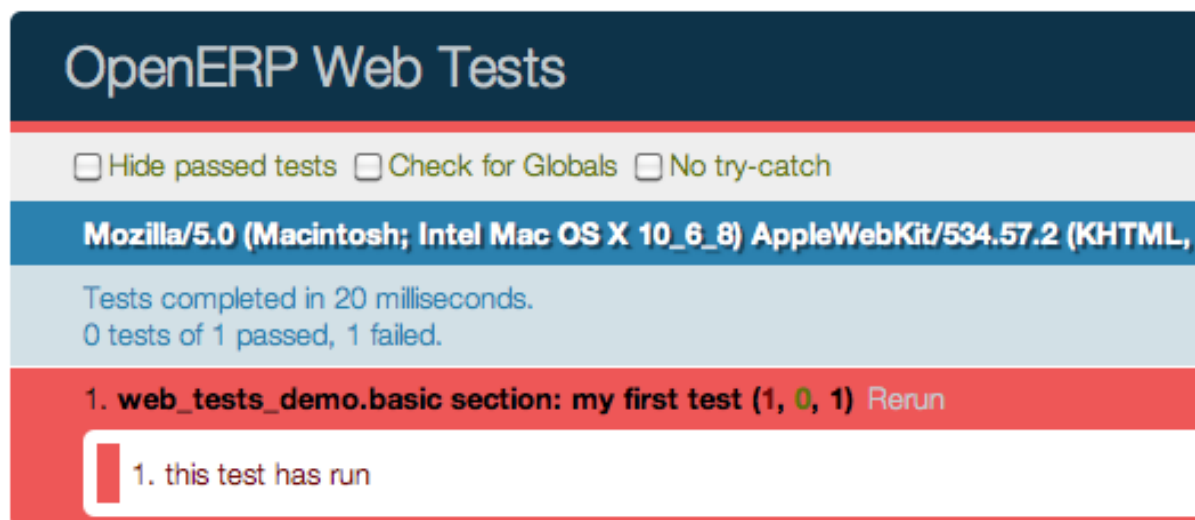 OpenERP Web Tests
Hide passed tests Check for Globals No try-catch
Mozilla/5.0 (Macintosh; Intel Mac OS X 10_6_8) AppleWebKit/534.57.2 (KHTML,
Tests completed in 20 milliseconds.
0 tests of 1 passed, 1 failed.
1. web_tests_demo.basic section: my first test (1, 0, 1) Rerun
1. this test has run